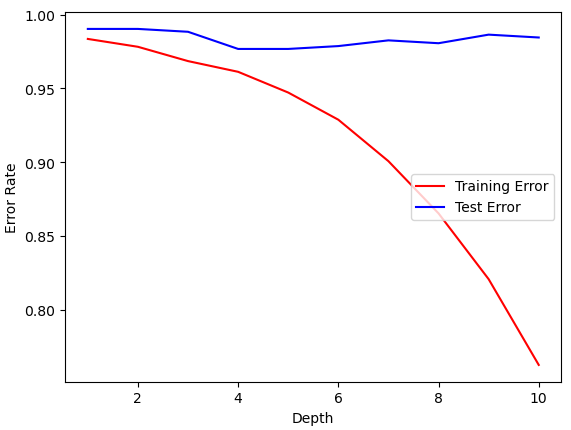 1.00
0.95
0.90
0.85
0.80
Error Rate
Training Error
Test Error
2 4 6 8 10
Depth